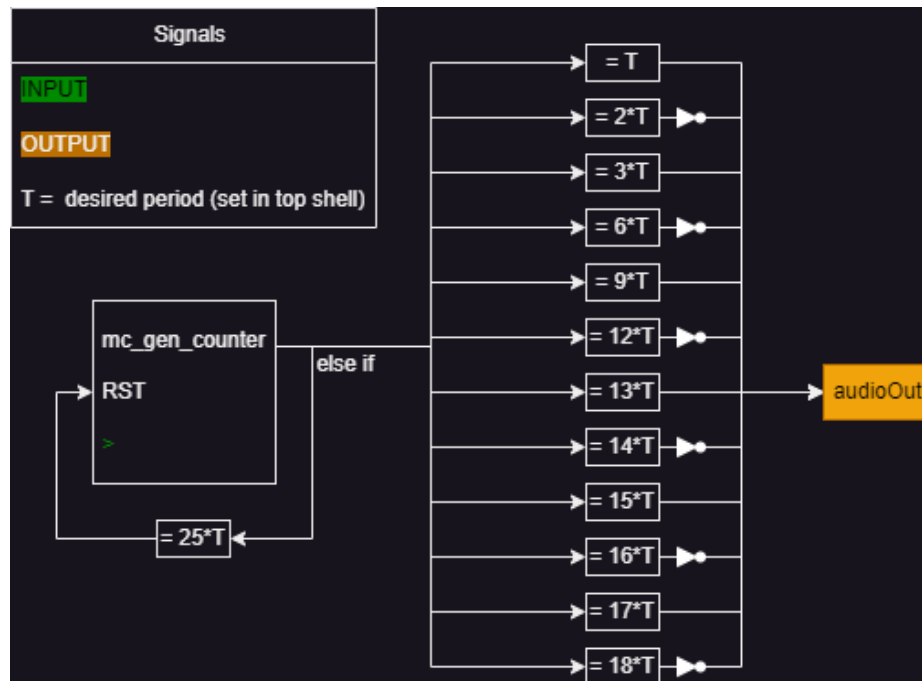 Signals
INPUT
OUTPUT
T = desired period (set in top shell)
mc_gen_counter
RST
>
= 25*T
else if
= T
= 2*T
= 3*T
= 6*T
= 9*T
= 12*T
= 13*T
= 14*T
= 15*T
= 16*T
= 17*T
= 18*T
audioOut